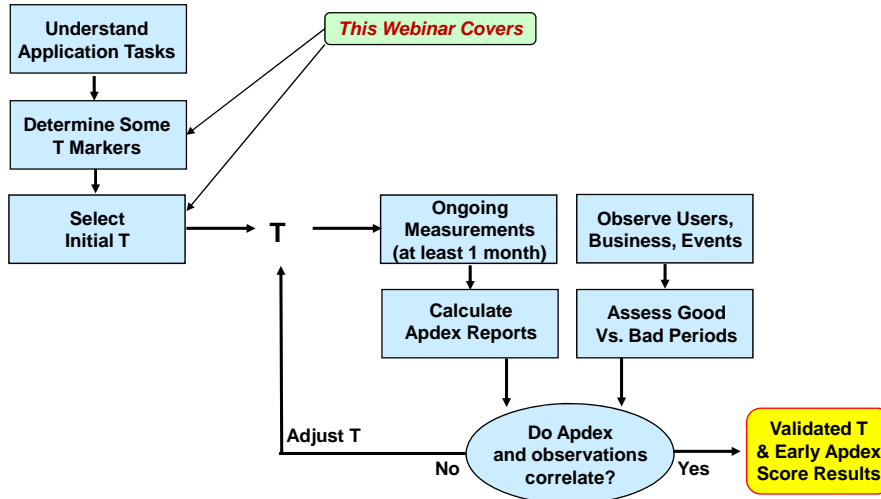 Understand
Application Tasks
This Webinar Covers
Determine Some
T Markers
Select
Initial T
T
Ongoing
Measurements
(at least 1 month)
Observe Users,
Business, Events
Calculate
Apdex Reports
Assess Good
Vs. Bad Periods
Do Apdex
and observations
correlate?
Adjust T
No
Yes
Validated T
& Early Apdex
Score Results